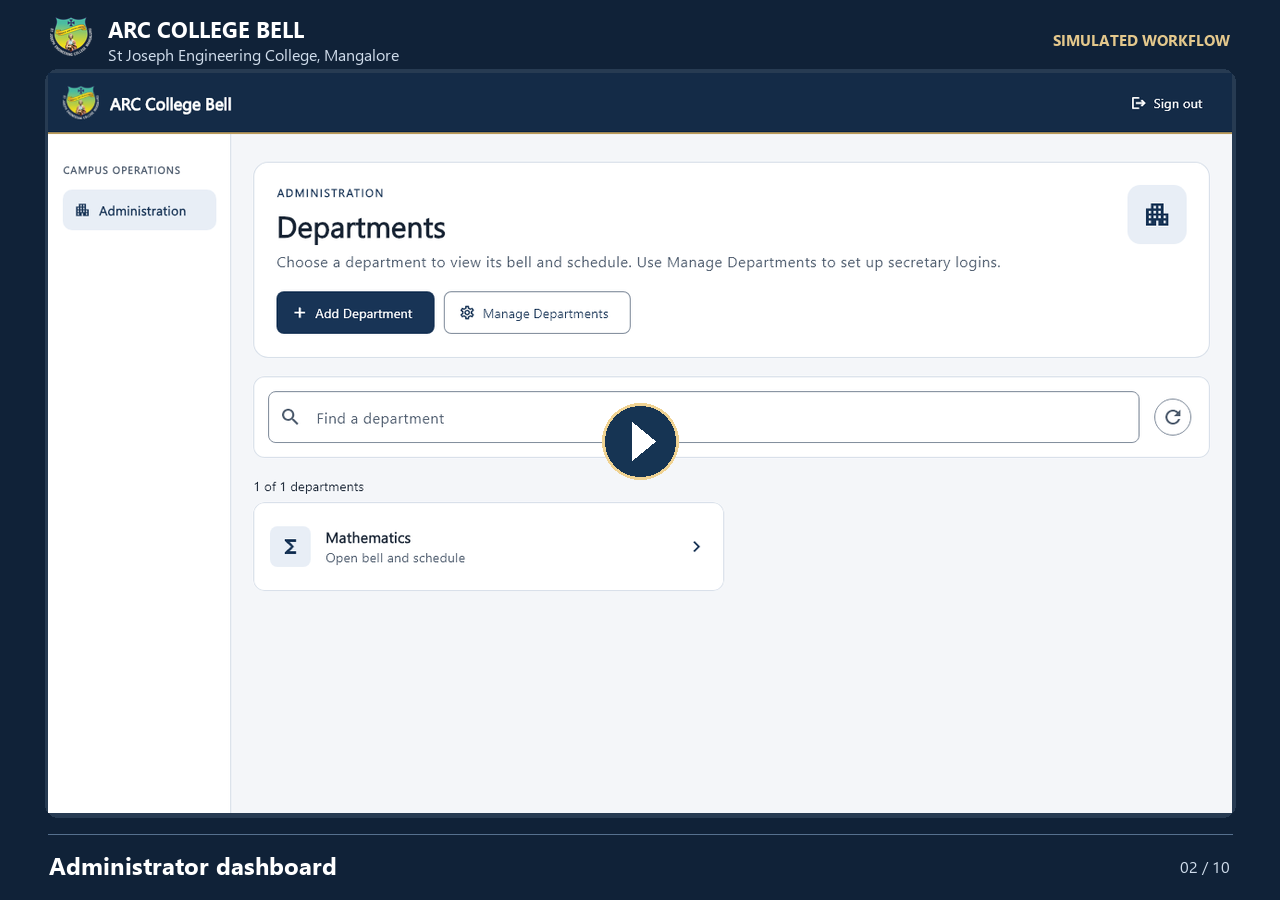 ARC COLLEGE BELL
St Joseph Engineering College, Mangalore
SIMULATED WORKFLOW
ARC College Bell
Sign out
CAMPUS OPERATIONS
Administration
ADMINISTRATION
Departments
Choose a department to view its bell and schedule. Use Manage Departments to set up secretary logins.
+ Add Department
Manage Departments
Find a department
1 of 1 departments
Σ
Mathematics
Open bell and schedule
Administrator dashboard
02 / 10